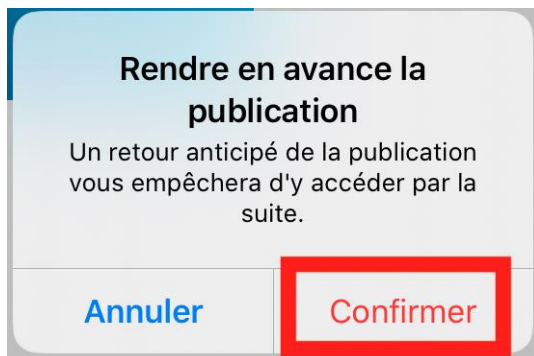 Rendre en avance la
publication
Un retour anticipé de la publication
vous empêchera d'y accéder par la
suite.
Annuler
Confirmer